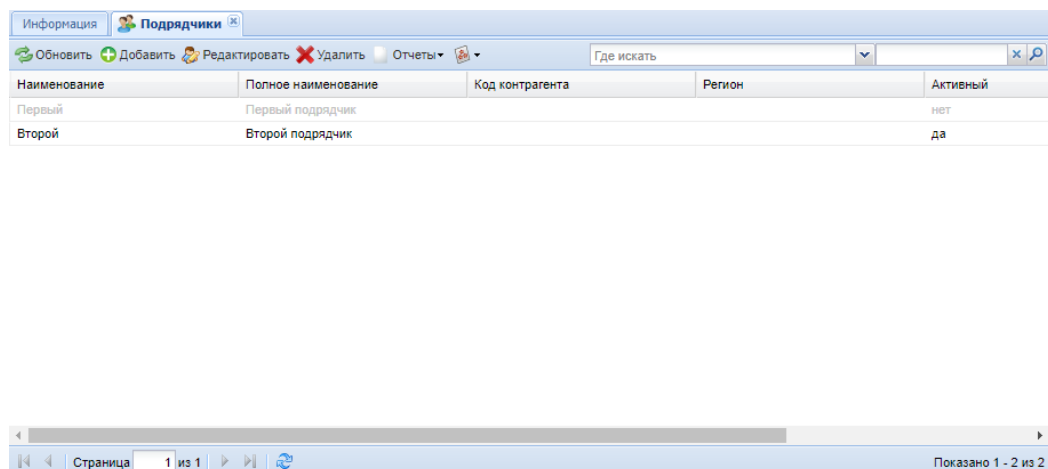 Информация Подрядчики
Обновить Добавить Редактировать Удалить Отчеты Где искать
Наименование Полное наименование Код контрагента Регион Активный
Первый Первый подрядчик нет
Второй Второй подрядчик да
Страница 1 из 1 Показано 1 - 2 из 2